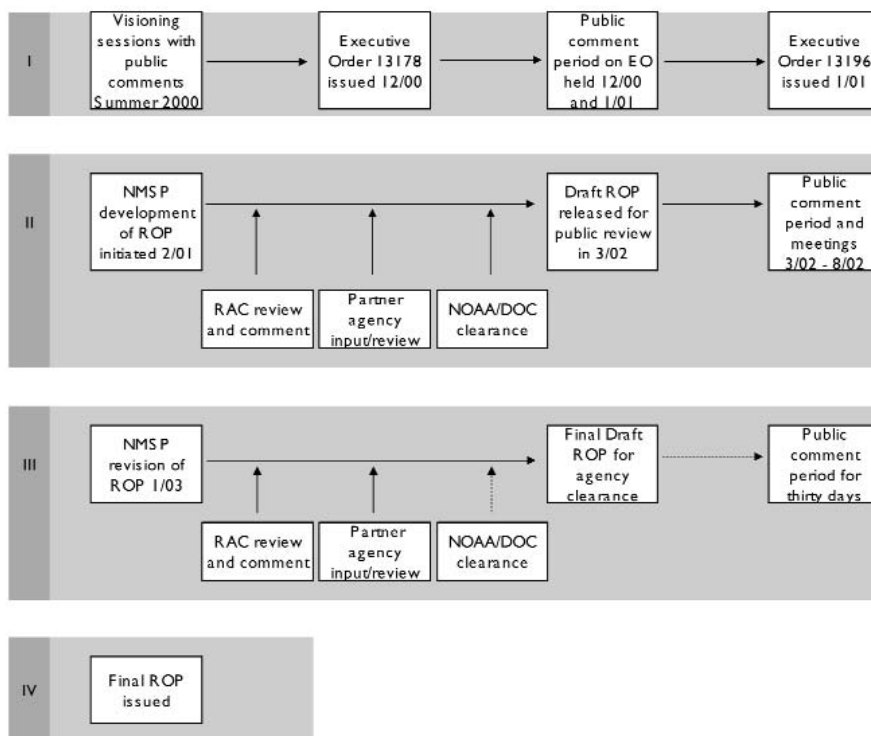 I
Visioning
sessions with
public
comments
Summer 2000
Executive
Order 13178
issued 12/00
Public
comment
period on EO
held 12/00
and 1/01
Executive
Order 13196
issued 1/01
II
NMSP
development
of ROP
initiated 2/01
Draft ROP
released for
public review
in 3/02
Public
comment
period and
meetings
3/02 - 8/02
RAC review
and comment
Partner
agency
input/review
NOAA/DOC
clearance
III
NMSP
revision of
ROP 1/03
Final Draft
ROP for
agency
clearance
Public
comment
period for
thirty days
RAC review
and comment
Partner
agency
input/review
NOAA/DOC
clearance
IV
Final ROP
issued